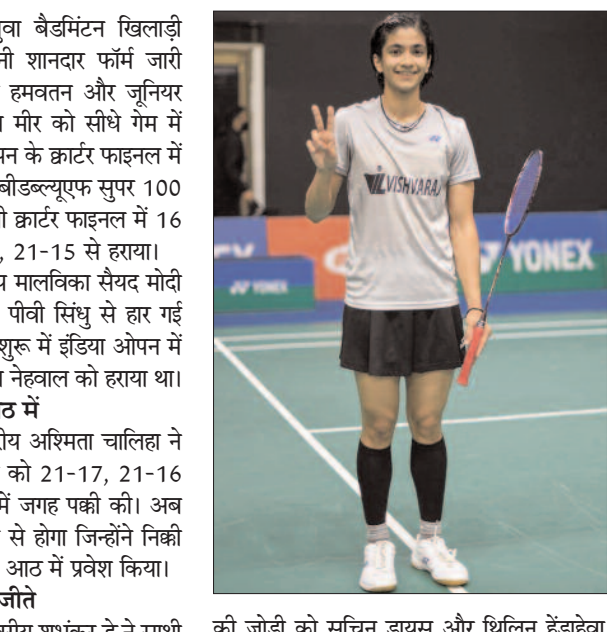 युवा बैडमिंटन खिलाड़ी
शानदार फॉर्म जारी
हमवतन और जूनियर
मीर को सीधे गेम में
के क्वार्टर फाइनल में
बीडब्ल्यूएफ सुपर 100
क्वार्टर फाइनल में 16
, 21-15 से हराया।
मालविका सैयद मोदी
पीवी सिंधु से हार गई
शुरू में इंडिया ओपन में
नेहवाल को हराया था।
में
अश्मिता चालिहा ने
को 21-17, 21-16
में जगह पक्की की। अब
से होगा जिन्होंने निक्की
आठ में प्रवेश किया।
जीते
शुभंकर डे ने साथी
VISHVARAJ
YONEX
YONEX
की जोड़ी को सचिन डायस और थिलिन हेंडाहेवा